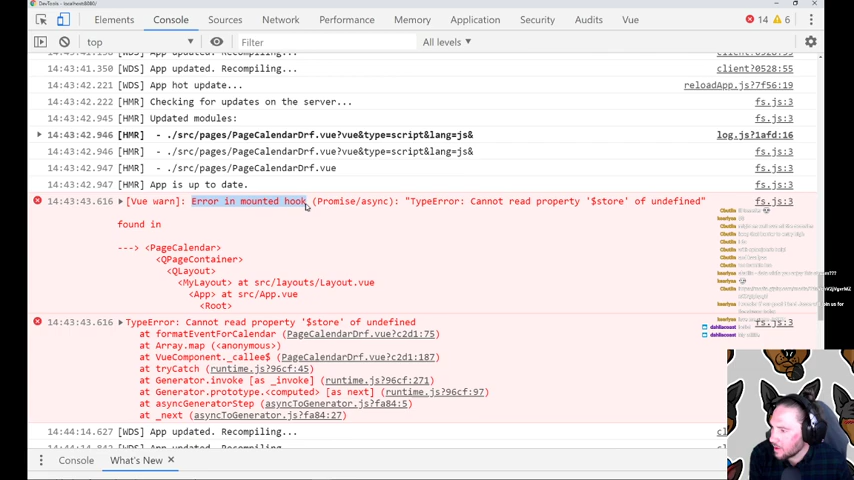 DevTools - localhost:8080/
Elements Console Sources Network Performance Memory Application Security Audits Vue 14 6
top Filter All levels
[WDS] App updated. Recompiling...
14:43:41.350 [WDS] App updated. Recompiling... client?0528:55
14:43:42.221 [WDS] App hot update... reloadApp.js?7f56:19
14:43:42.222 [HMR] Checking for updates on the server... fs.js:3
14:43:42.945 [HMR] Updated modules: fs.js:3
14:43:42.946 [HMR]  - ./src/pages/PageCalendarDrf.vue?vue&type=script&lang=js& log.js?1afd:16
14:43:42.946 [HMR]  - ./src/pages/PageCalendarDrf.vue?vue&type=script&lang=js& fs.js:3
14:43:42.947 [HMR]  - ./src/pages/PageCalendarDrf.vue fs.js:3
14:43:42.947 [HMR] App is up to date. fs.js:3
14:43:43.616 [Vue warn]: Error in mounted hook (Promise/async): "TypeError: Cannot read property '$store' of undefined" fs.js:3
found in
---> <PageCalendar>
<QPageContainer>
<QLayout>
<MyLayout> at src/layouts/Layout.vue
<App> at src/App.vue
<Root>
14:43:43.616 TypeError: Cannot read property '$store' of undefined fs.js:3
at formatEventForCalendar (PageCalendarDrf.vue?c2d1:75)
at Array.map (<anonymous>)
at VueComponent._callee$ (PageCalendarDrf.vue?c2d1:187)
at tryCatch (runtime.js?96cf:45)
at Generator.invoke [as _invoke] (runtime.js?96cf:271)
at Generator.prototype.<computed> [as next] (runtime.js?96cf:97)
at asyncGeneratorStep (asyncToGenerator.js?fa84:5)
at _next (asyncToGenerator.js?fa84:27)
14:44:14.627 [WDS] App updated. Recompiling...
[WDS] App updated. Recompiling...
Console What's New